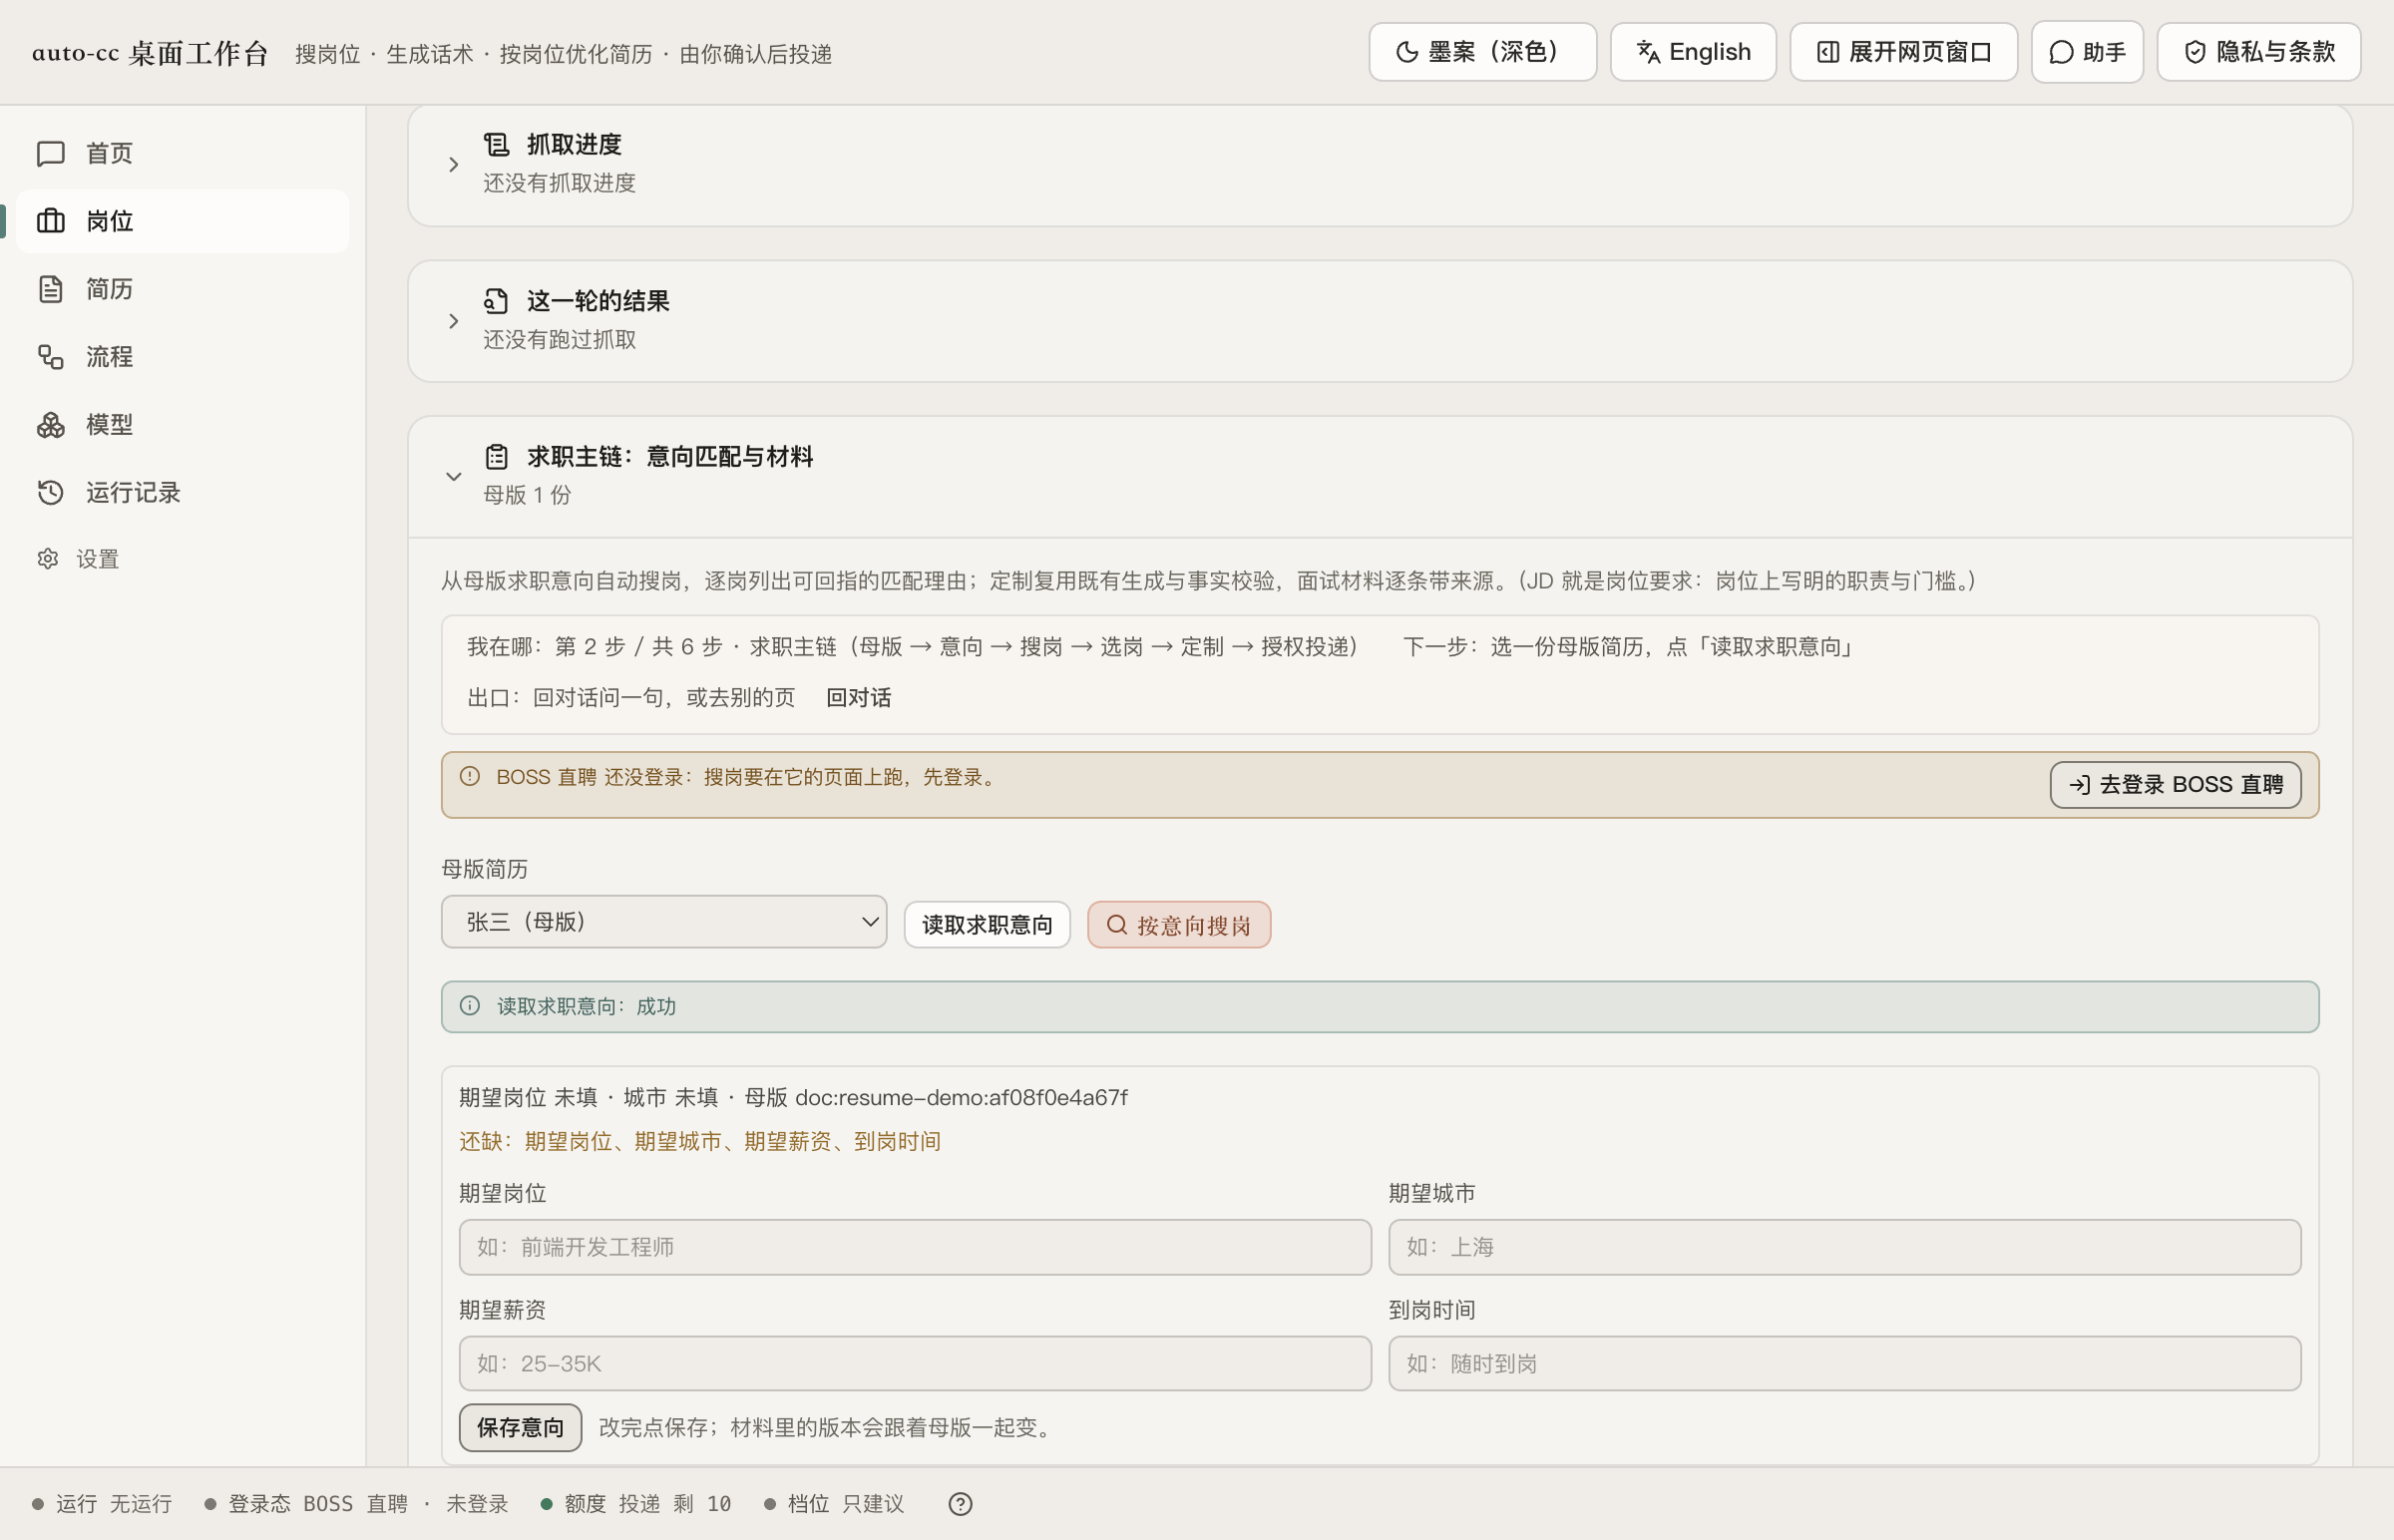 auto-cc 桌面工作台
搜岗位 · 生成话术 · 按岗位优化简历 · 由你确认后投递
墨案（深色）
English
展开网页窗口
助手
隐私与条款
首页
岗位
简历
流程
模型
运行记录
设置
抓取进度
还没有抓取进度
这一轮的结果
还没有跑过抓取
求职主链：意向匹配与材料
母版 1 份
从母版求职意向自动搜岗，逐岗列出可回指的匹配理由；定制复用既有生成与事实校验，面试材料逐条带来源。（JD 就是岗位要求：岗位上写明的职责与门槛。）
我在哪：第 2 步 / 共 6 步 · 求职主链（母版 → 意向 → 搜岗 → 选岗 → 定制 → 授权投递） 下一步：选一份母版简历，点「读取求职意向」
出口：回对话问一句，或去别的页 回对话
BOSS 直聘 还没登录：搜岗要在它的页面上跑，先登录。
去登录 BOSS 直聘
母版简历
张三（母版）
读取求职意向
按意向搜岗
读取求职意向：成功
期望岗位 未填 · 城市 未填 · 母版 doc:resume-demo:af08f0e4a67f
还缺：期望岗位、期望城市、期望薪资、到岗时间
期望岗位
期望城市
如：前端开发工程师
如：上海
期望薪资
到岗时间
如：25-35K
如：随时到岗
保存意向
改完点保存；材料里的版本会跟着母版一起变。
运行 无运行
登录态 BOSS 直聘 · 未登录
额度 投递 剩 10
档位 只建议